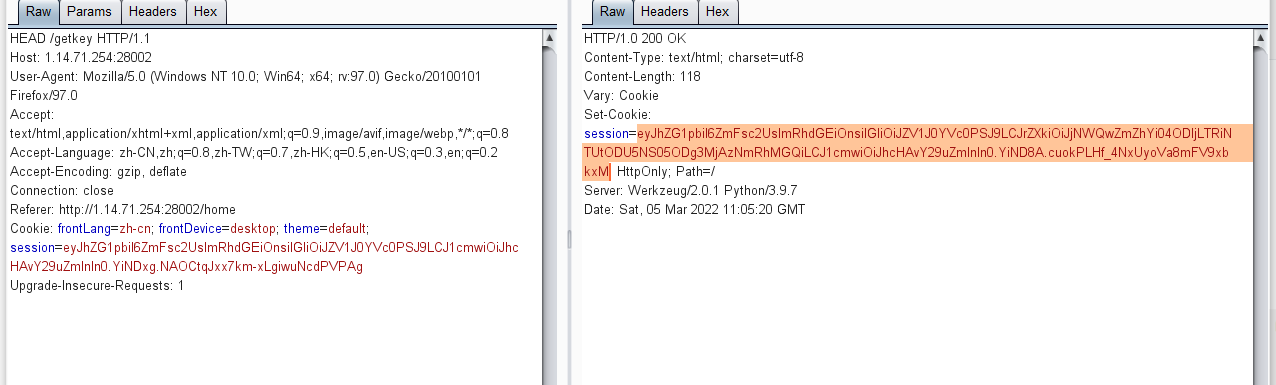 Raw Params Headers Hex
HEAD /getkey HTTP/1.1
Host: 1.14.71.254:28002
User-Agent: Mozilla/5.0 (Windows NT 10.0; Win64; x64; rv:97.0) Gecko/20100101
Firefox/97.0
Accept:
text/html,application/xhtml+xml,application/xml;q=0.9,image/avif,image/webp,*/*;q=0.8
Accept-Language: zh-CN,zh;q=0.8,zh-TW;q=0.7,zh-HK;q=0.5,en-US;q=0.3,en;q=0.2
Accept-Encoding: gzip, deflate
Connection: close
Referer: http://1.14.71.254:28002/home
Cookie: frontLang=zh-cn; frontDevice=desktop; theme=default;
session=eyJhZG1pbiI6ZmFsc2UsImRhdGEiOnsiIGIiOiJZV1J0YVc0PSJ9LCJ1cmwiOiJhc
HAvY29uZmlnIn0.YiNDxg.NAOCtqJxx7km-xLgiwuNcdPVPAg
Upgrade-Insecure-Requests: 1
Raw Headers Hex
HTTP/1.0 200 OK
Content-Type: text/html; charset=utf-8
Content-Length: 118
Vary: Cookie
Set-Cookie:
session=eyJhZG1pbiI6ZmFsc2UsImRhdGEiOnsiIGIiOiJZV1J0YVc0PSJ9LCJrZXkiOiJjNWQwZmZhYi04ODljLTRiN
TUtODU5NS05ODg3MjAzNmRhMGQiLCJ1cmwiOiJhcHAvY29uZmlnIn0.YiND8A.cuokPLHf_4NxUyoVa8mFV9xb
kxM; HttpOnly; Path=/
Server: Werkzeug/2.0.1 Python/3.9.7
Date: Sat, 05 Mar 2022 11:05:20 GMT